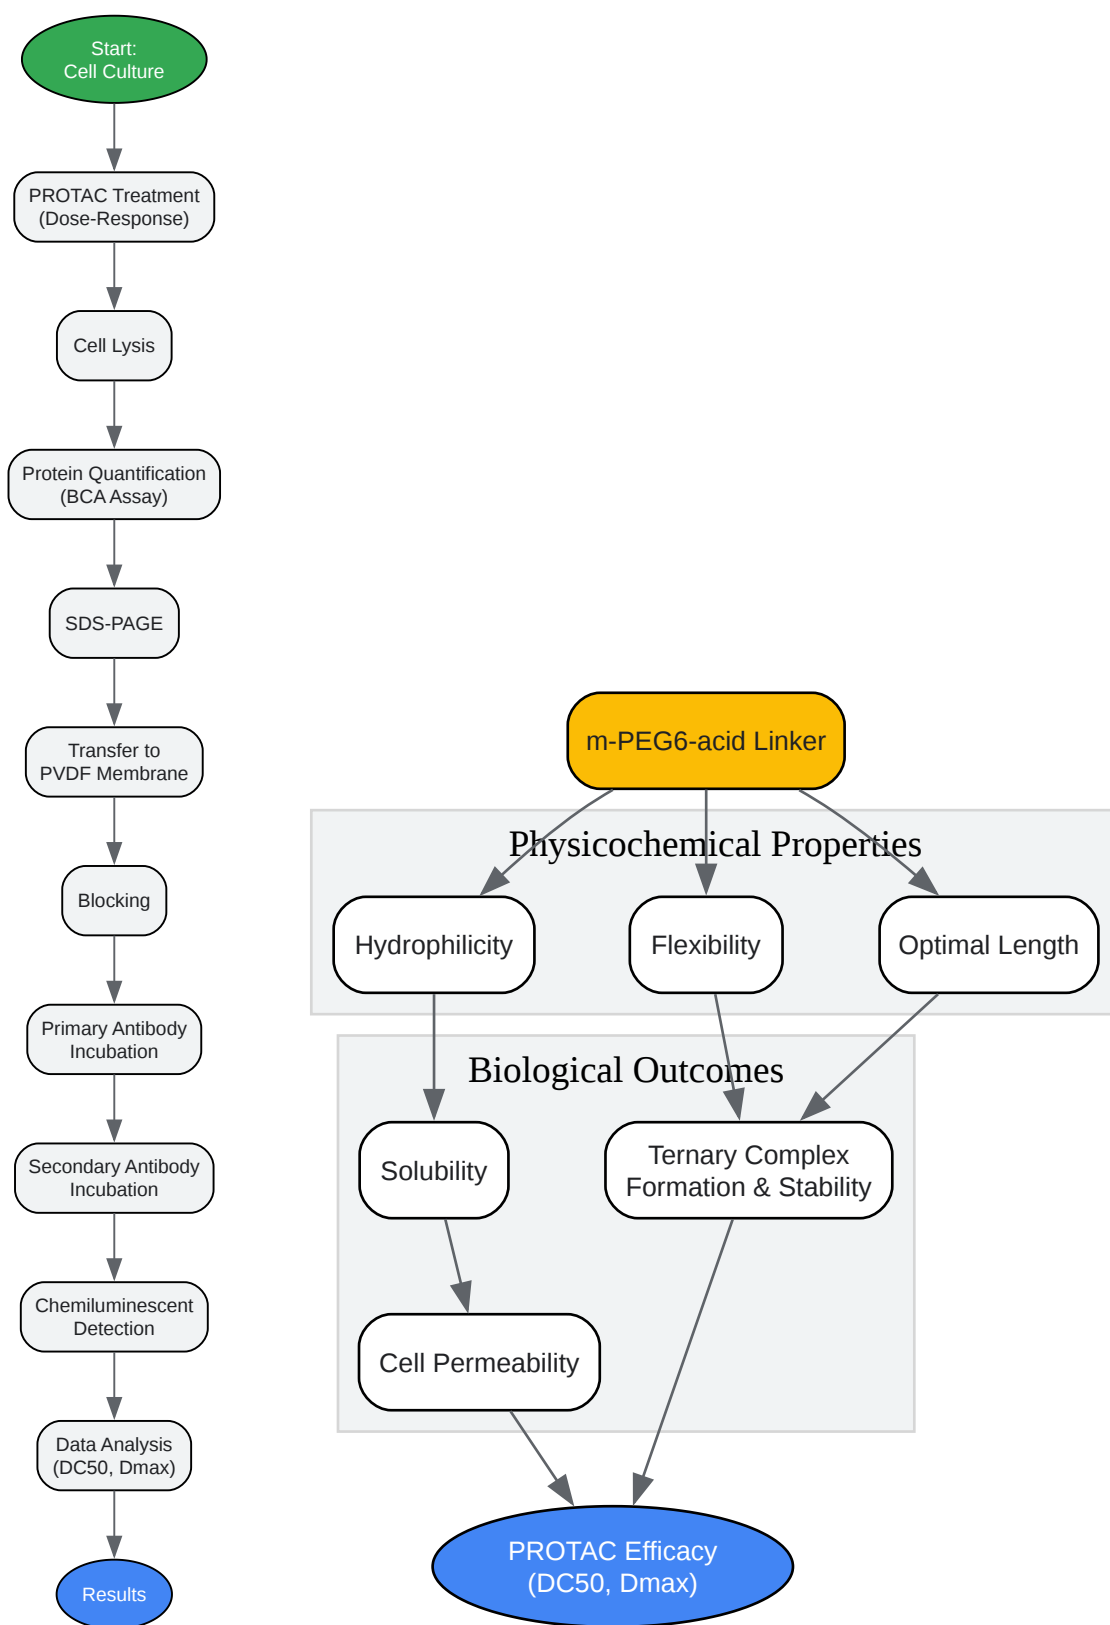 Start:
Cell Culture
PROTAC Treatment
(Dose-Response)
Cell Lysis
Protein Quantification
(BCA Assay)
SDS-PAGE
Transfer to
PVDF Membrane
Blocking
Primary Antibody
Incubation
Secondary Antibody
Incubation
Chemiluminescent
Detection
Data Analysis
(DC50, Dmax)
Results
m-PEG6-acid Linker
Physicochemical Properties
Hydrophilicity
Flexibility
Optimal Length
Biological Outcomes
Solubility
Ternary Complex
Formation & Stability
Cell Permeability
PROTAC Efficacy
(DC50, Dmax)